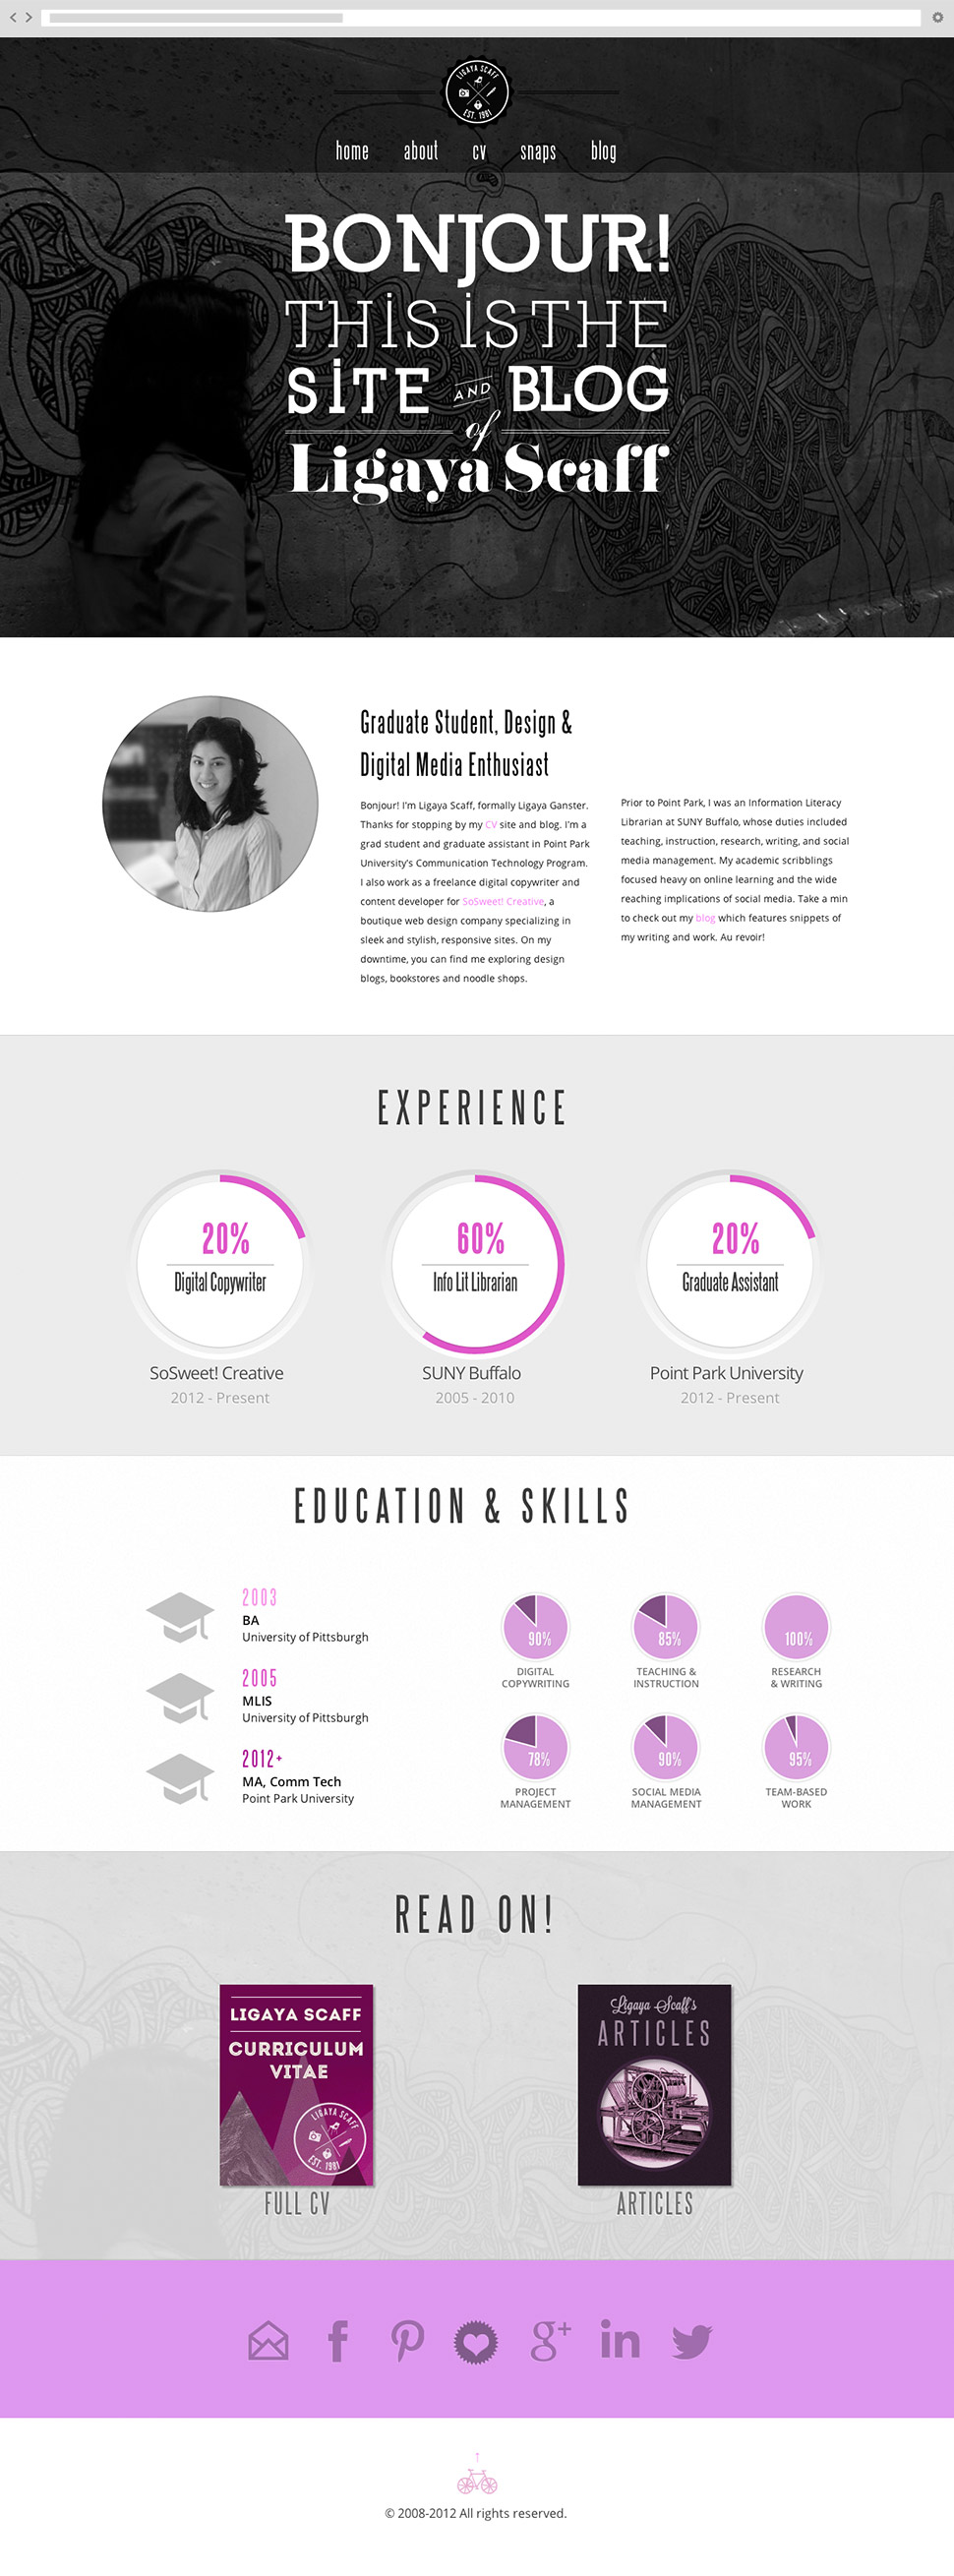 LIGAYA SCAFF
EST. 1981
home about cv snaps blog
BONJOUR!
THiS iS THE
SiTE AND BLOG
of
Ligaya Scaff
Graduate Student, Design &
Digital Media Enthusiast
Bonjour! I'm Ligaya Scaff, formally Ligaya Ganster.
Thanks for stopping by my CV site and blog. I'm a
grad student and graduate assistant in Point Park
University's Communication Technology Program.
I also work as a freelance digital copywriter and
content developer for SoSweet! Creative, a
boutique web design company specializing in
sleek and stylish, responsive sites. On my
downtime, you can find me exploring design
blogs, bookstores and noodle shops.
Prior to Point Park, I was an Information Literacy
Librarian at SUNY Buffalo, whose duties included
teaching, instruction, research, writing, and social
media management. My academic scribblings
focused heavy on online learning and the wide
reaching implications of social media. Take a min
to check out my blog which features snippets of
my writing and work. Au revoir!
EXPERIENCE
20%
Digital Copywriter
SoSweet! Creative
2012 - Present
60%
Info Lit Librarian
SUNY Buffalo
2005 - 2010
20%
Graduate Assistant
Point Park University
2012 - Present
EDUCATION & SKILLS
2003
BA
University of Pittsburgh
2005
MLIS
University of Pittsburgh
2012+
MA, Comm Tech
Point Park University
90%
DIGITAL
COPYWRITING
85%
TEACHING &
INSTRUCTION
100%
RESEARCH
& WRITING
78%
PROJECT
MANAGEMENT
90%
SOCIAL MEDIA
MANAGEMENT
95%
TEAM-BASED
WORK
READ ON!
LIGAYA SCAFF
CURRICULUM
VITAE
LIGAYA SCAFF
EST. 1981
FULL CV
Ligaya Scaff's
ARTICLES
ARTICLES
f
g+
in
↑
© 2008-2012 All rights reserved.